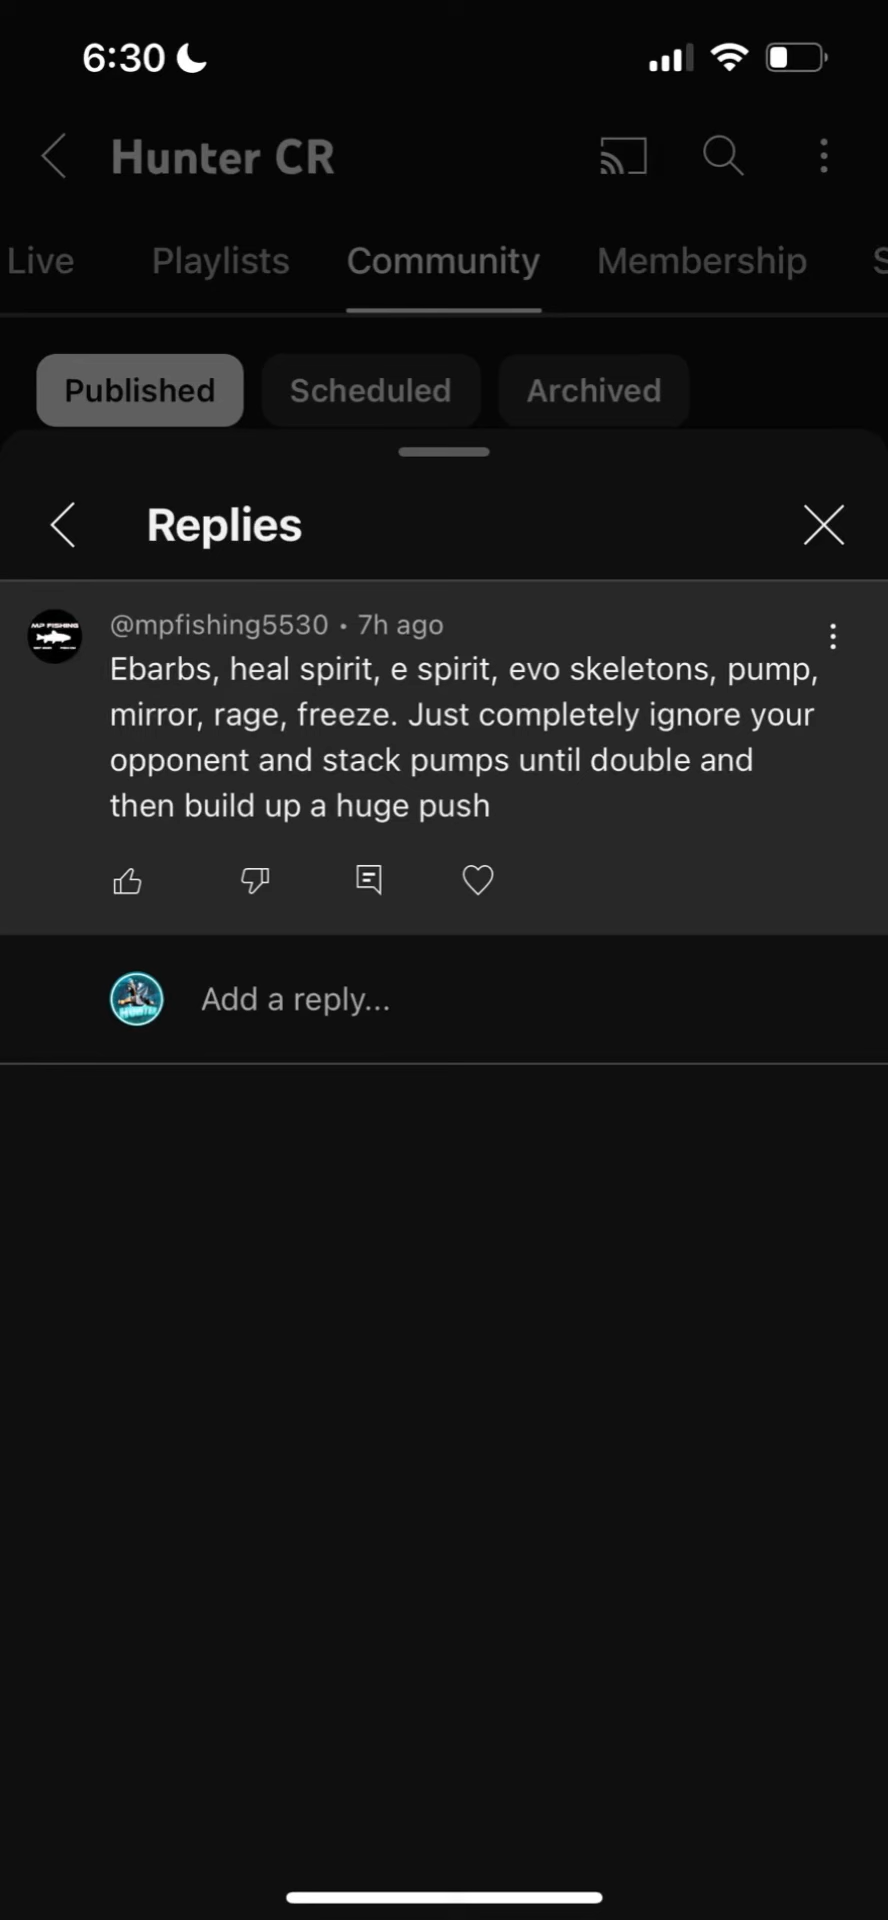 6:30
Hunter CR
Live Playlists Community Membership S
Published Scheduled Archived
Replies
MP FISHING
@mpfishing5530 • 7h ago
Ebarbs, heal spirit, e spirit, evo skeletons, pump,
mirror, rage, freeze. Just completely ignore your
opponent and stack pumps until double and
then build up a huge push
Add a reply...